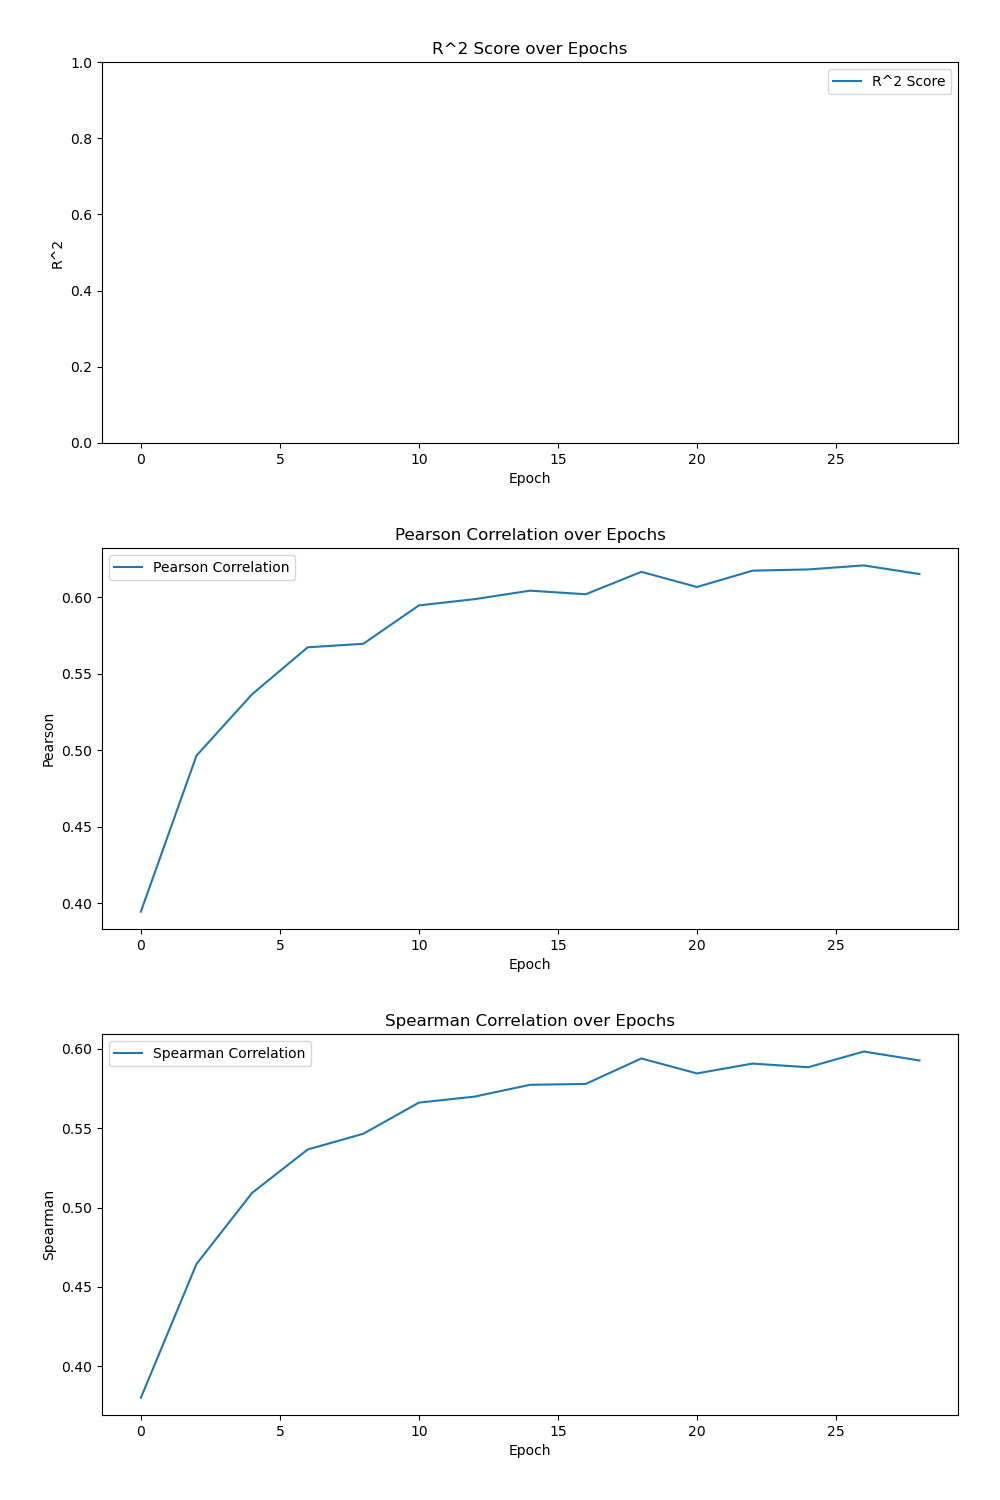 R^2 Score over Epochs
1.0
R^2 Score
0.8
0.6
R^2
0.4
0.2
0.0
0 5 10 15 20 25
Epoch
Pearson Correlation over Epochs
Pearson Correlation
0.60
0.55
Pearson
0.50
0.45
0.40
0 5 10 15 20 25
Epoch
Spearman Correlation over Epochs
Spearman Correlation
0.60
0.55
Spearman
0.50
0.45
0.40
0 5 10 15 20 25
Epoch